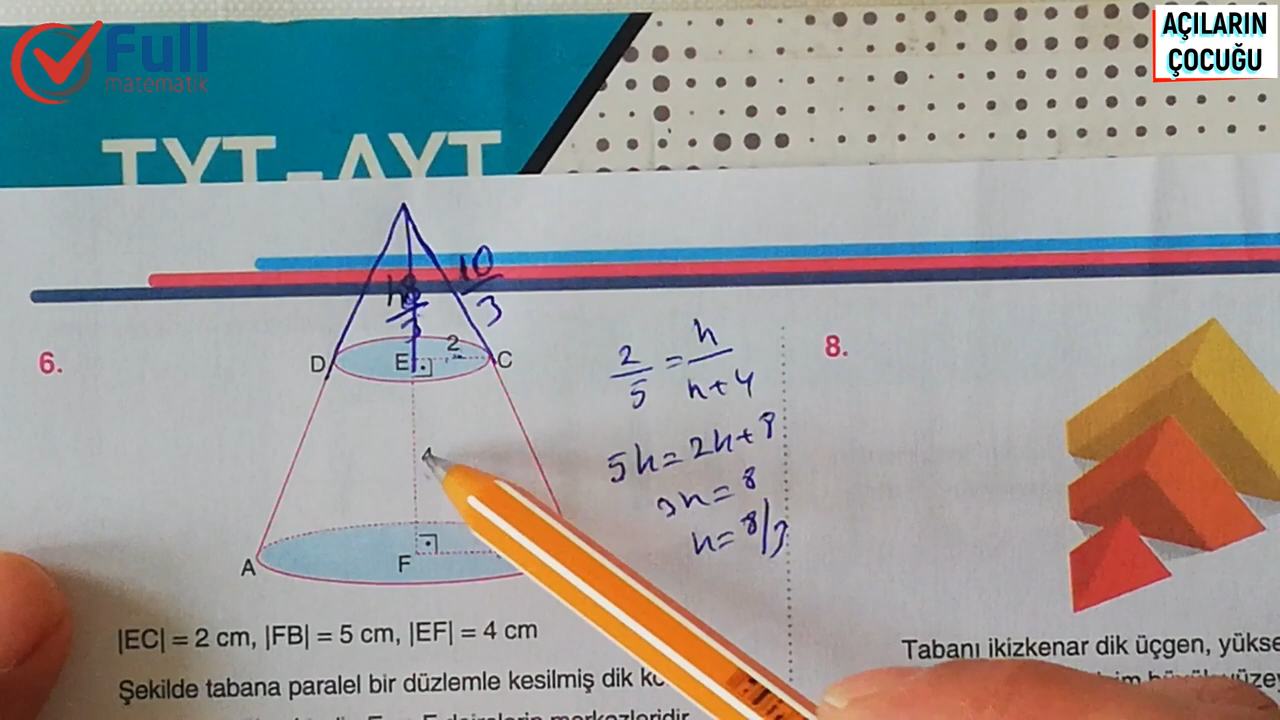 Full
matematik
AÇILARIN
ÇOCUĞU
TYT-AYT
6.
h 8/3
10/3
D E 2 C
A F
2/5 = h/h+4
5h=2h+8
3h=8
h=8/3
|EC| = 2 cm, |FB| = 5 cm, |EF| = 4 cm
Şekilde tabana paralel bir düzlemle kesilmiş dik
8.
Tabanı ikizkenar dik üçgen,